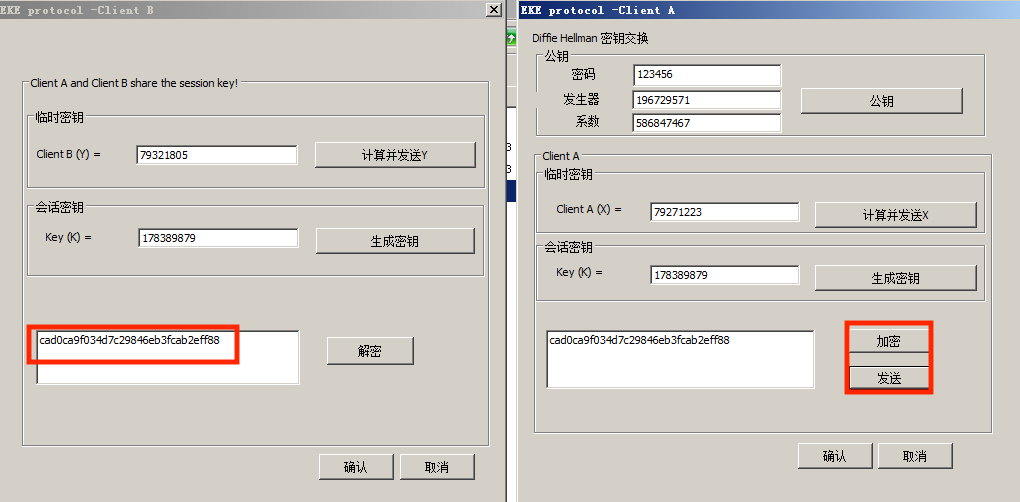 EKE protocol -Client B
Client A and Client B share the session key!
临时密钥
Client B (Y) =
79321805
计算并发送Y
会话密钥
Key (K) =
178389879
生成密钥
cad0ca9f034d7c29846eb3fcab2eff88
解密
确认
取消
3
3
EKE protocol -Client A
Diffie Hellman 密钥交换
公钥
密码
123456
发生器
196729571
公钥
系数
586847467
Client A
临时密钥
Client A (X) =
79271223
计算并发送X
会话密钥
Key (K) =
178389879
生成密钥
cad0ca9f034d7c29846eb3fcab2eff88
加密
发送
确认
取消